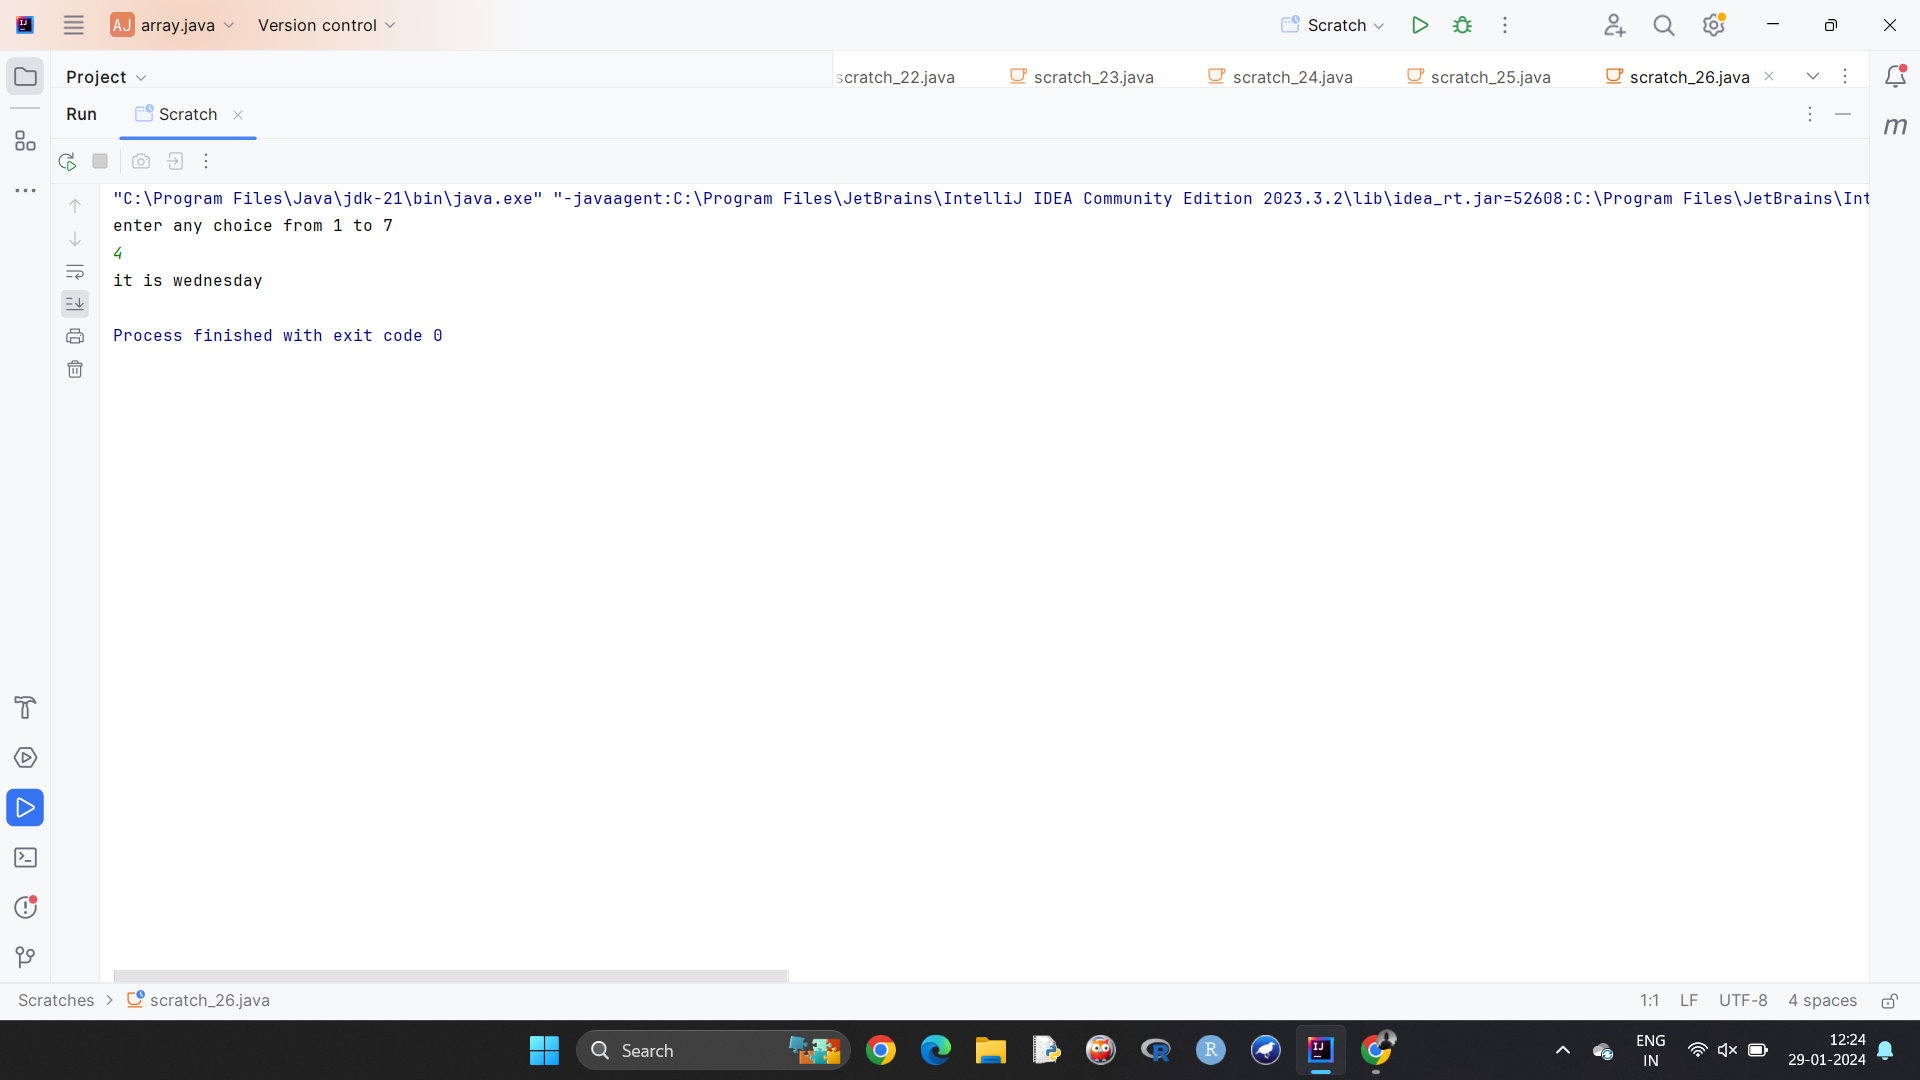 AJ array.java Version control Scratch
Project scratch_22.java scratch_23.java scratch_24.java scratch_25.java scratch_26.java
Run Scratch
m
"C:\Program Files\Java\jdk-21\bin\java.exe" "-javaagent:C:\Program Files\JetBrains\IntelliJ IDEA Community Edition 2023.3.2\lib\idea_rt.jar=52608:C:\Program Files\JetBrains\Int
enter any choice from 1 to 7
4
it is wednesday
Process finished with exit code 0
Scratches > scratch_26.java 1:1 LF UTF-8 4 spaces
Search R R IJ ENG 12:24
IN 29-01-2024